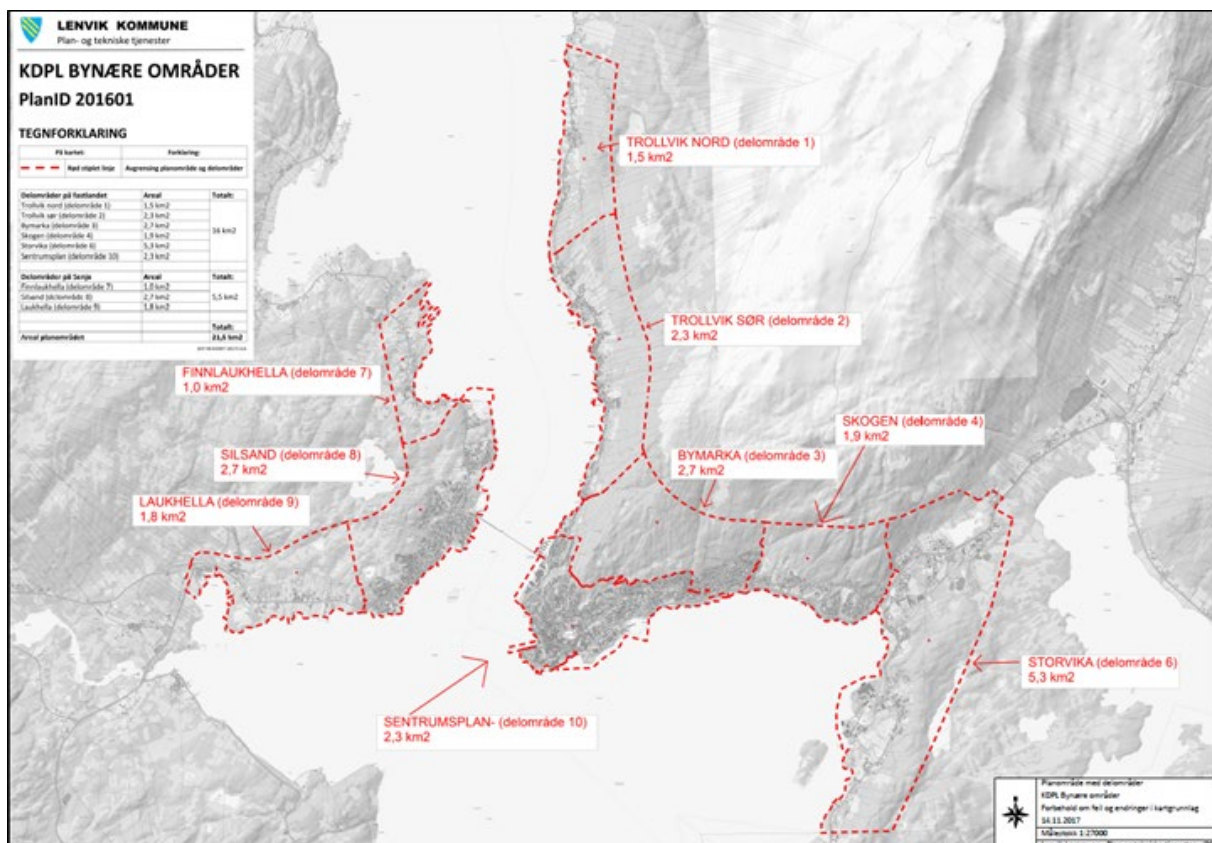 LENVIK KOMMUNE
Plan- og tekniske tjenester
KDPL BYNÆRE OMRÅDER
PlanID 201601
TEGNFORKLARING
På kartet: Forklaring:
Rød stiplet linje Avgrensing planområde og delområder
Delområder på fastlandet Areal Totalt:
Trollvik nord (delområde 1) 1,5 km2
Trollvik sør (delområde 2) 2,3 km2
Bymarka (delområde 3) 2,7 km2
Skogen (delområde 4) 1,9 km2
Storvika (delområde 6) 5,3 km2
Sentrumsplan (delområde 10) 2,3 km2
16 km2
Delområder på Senja Areal Totalt:
Finnlaukhella (delområde 7) 1,0 km2
Silsand (delområde 8) 2,7 km2
Laukhella (delområde 9) 1,8 km2
5,5 km2
Totalt:
Areal planområdet 21,5 km2
TROLLVIK NORD (delområde 1)
1,5 km2
TROLLVIK SØR (delområde 2)
2,3 km2
FINNLAUKHELLA (delområde 7)
1,0 km2
SKOGEN (delområde 4)
1,9 km2
SILSAND (delområde 8)
2,7 km2
BYMARKA (delområde 3)
2,7 km2
LAUKHELLA (delområde 9)
1,8 km2
STORVIKA (delområde 6)
5,3 km2
SENTRUMSPLAN- (delområde 10)
2,3 km2
Planområde med delområder
KDPL Bynære områder
Forbehold om feil og endringer i kartgrunnlag
14.11.2017
Målestokk 1:27000